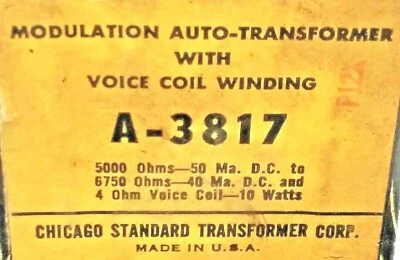 MODULATION AUTO-TRANSFORMER
WITH
VOICE COIL WINDING
A-3817
5000 Ohms—50 Ma. D.C. to
6750 Ohms—40 Ma. D.C. and
4 Ohm Voice Coil—10 Watts
CHICAGO STANDARD TRANSFORMER CORP.
MADE IN U.S.A.